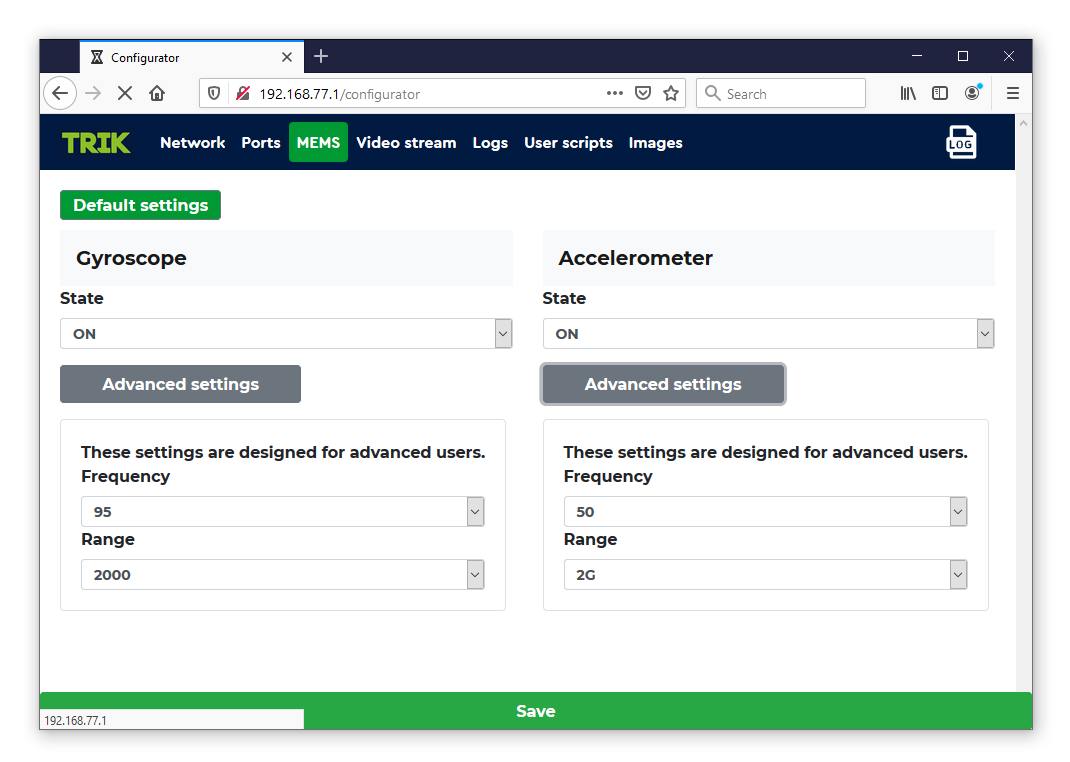 Configurator
192.168.77.1/configurator
Search
TRIK Network Ports MEMS Video stream Logs User scripts Images LOG
Default settings
Gyroscope
State
ON
Advanced settings
These settings are designed for advanced users.
Frequency
95
Range
2000
Accelerometer
State
ON
Advanced settings
These settings are designed for advanced users.
Frequency
50
Range
2G
Save
192.168.77.1